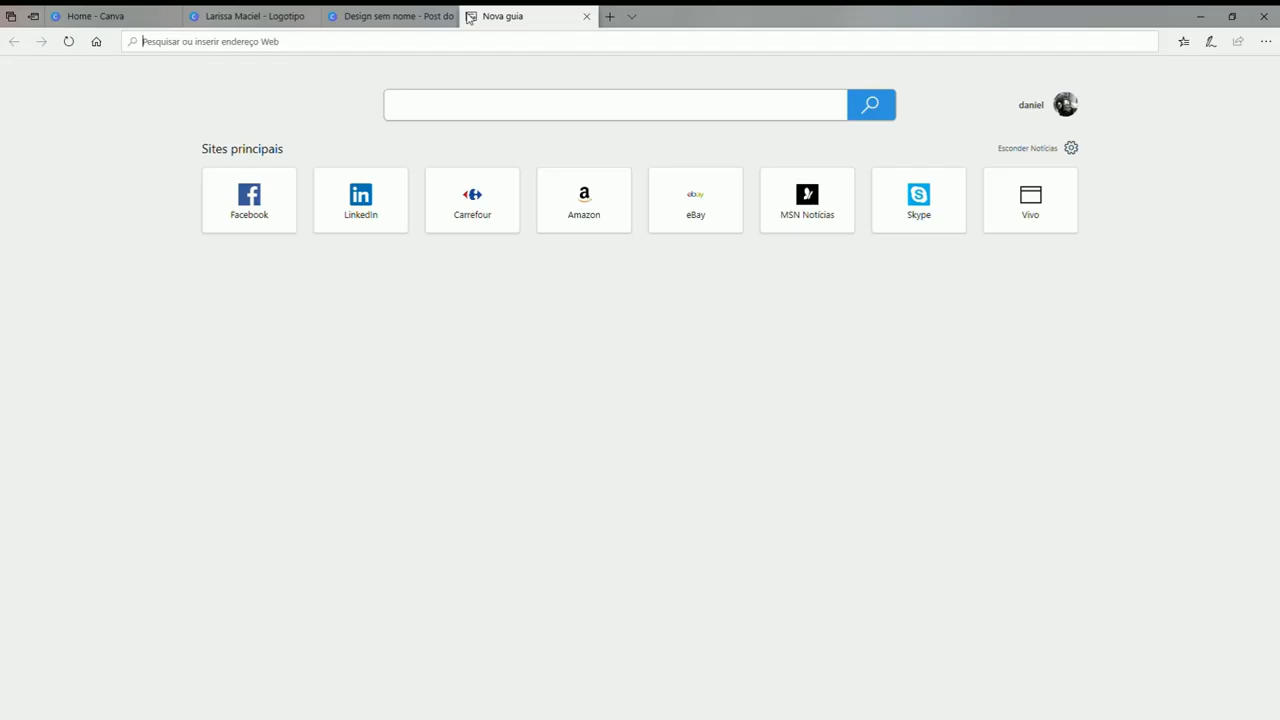 Home - Canva
Larissa Maciel - Logotipo
Design sem nome - Post do
Nova guia
Pesquisar ou inserir endereço Web
daniel
Sites principais
Esconder Notícias
Facebook
LinkedIn
Carrefour
Amazon
ebay
eBay
MSN Notícias
Skype
Vivo